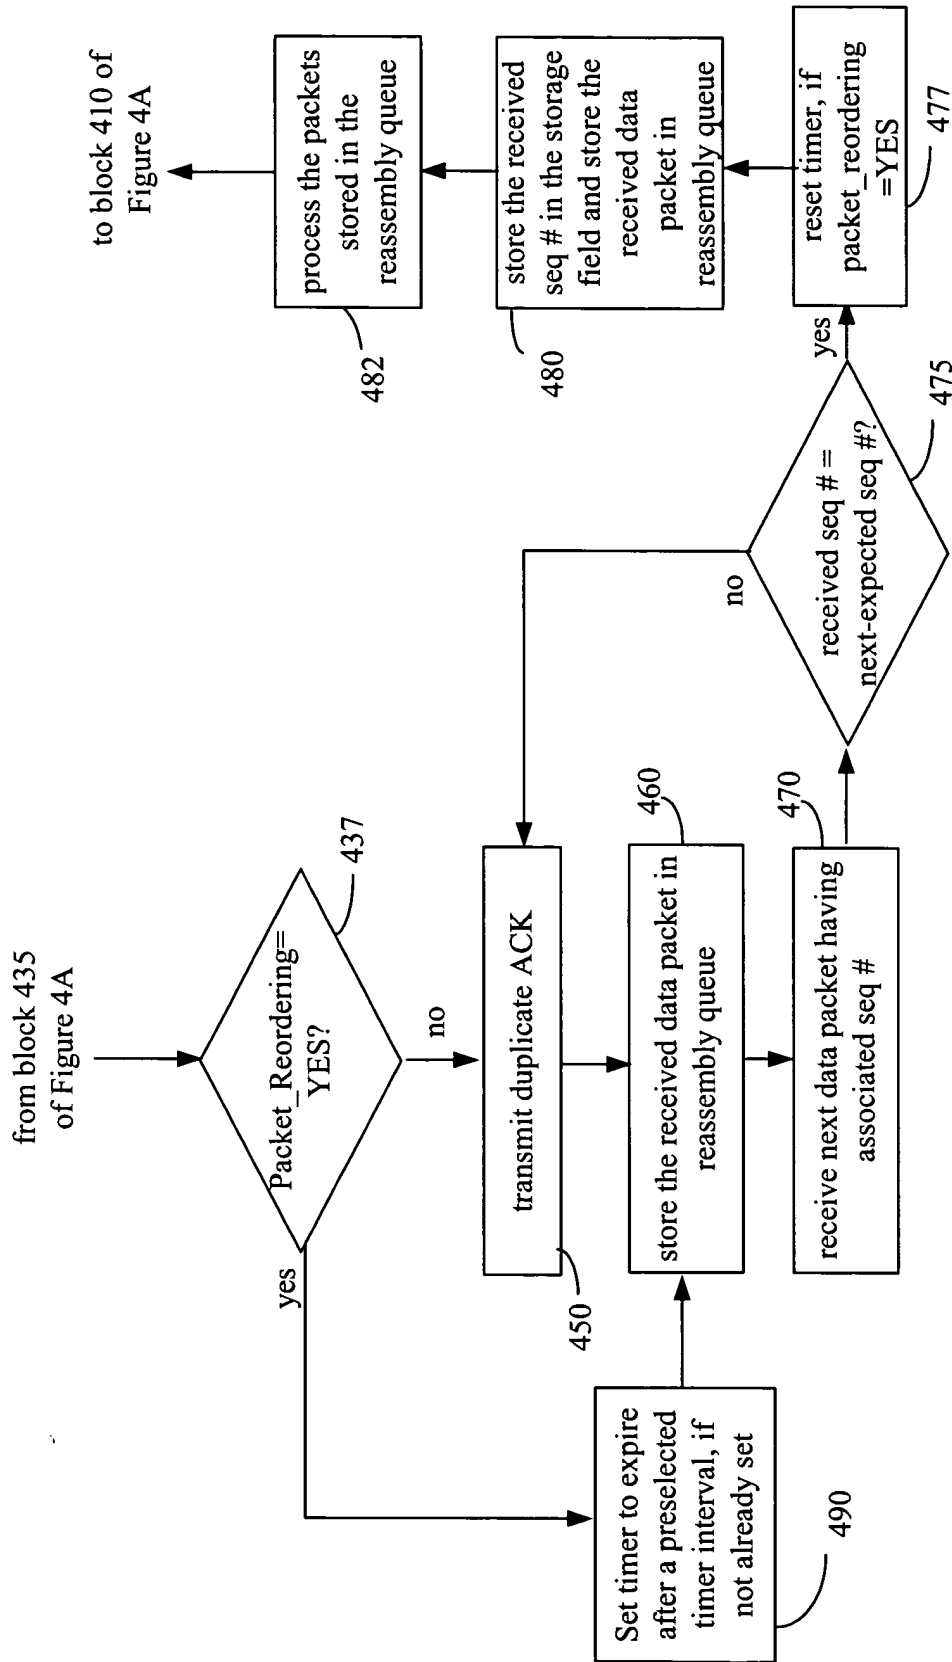 from block 435
of Figure 4A
Packet_Reordering=
YES?
437
yes
no
Set timer to expire
after a preselected
timer interval, if
not already set
490
transmit duplicate ACK
450
store the received data packet in
reassembly queue
460
receive next data packet having
associated seq #
470
received seq # =
next-expected seq #?
475
no
yes
reset timer, if
packet_reordering
=YES
477
store the received
seq # in the storage
field and store the
received data
packet in
reassembly queue
480
process the packets
stored in the
reassembly queue
482
to block 410 of
Figure 4A